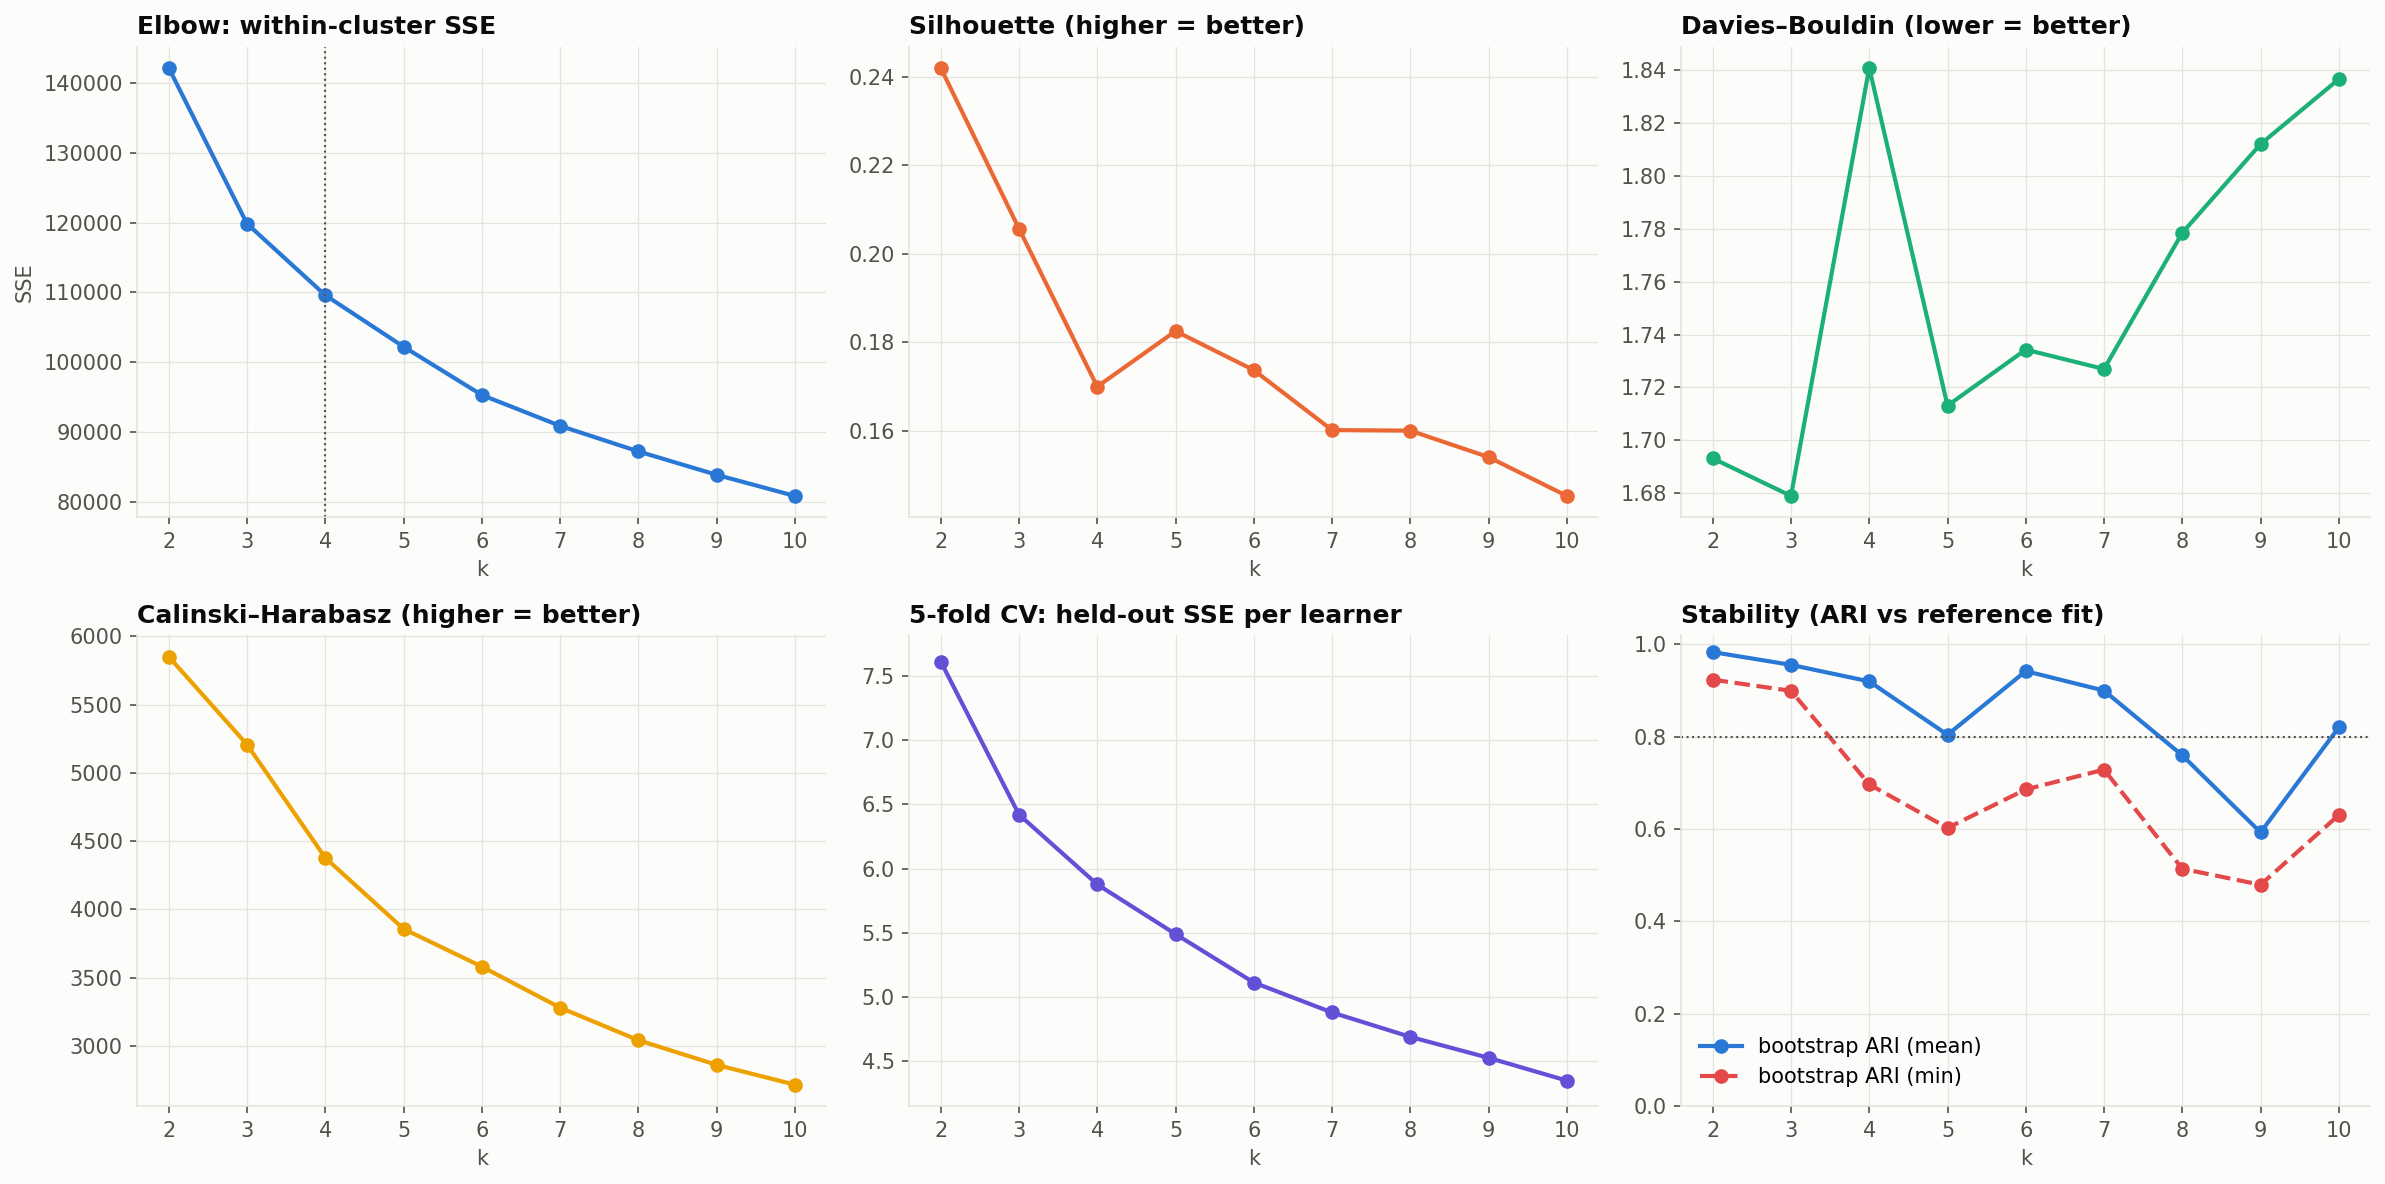 Elbow: within-cluster SSE
140000
130000
120000
110000
100000
90000
80000
SSE
2 3 4 5 6 7 8 9 10
k
Silhouette (higher = better)
0.24
0.22
0.20
0.18
0.16
2 3 4 5 6 7 8 9 10
k
Davies–Bouldin (lower = better)
1.84
1.82
1.80
1.78
1.76
1.74
1.72
1.70
1.68
2 3 4 5 6 7 8 9 10
k
Calinski–Harabasz (higher = better)
6000
5500
5000
4500
4000
3500
3000
2 3 4 5 6 7 8 9 10
k
5-fold CV: held-out SSE per learner
7.5
7.0
6.5
6.0
5.5
5.0
4.5
2 3 4 5 6 7 8 9 10
k
Stability (ARI vs reference fit)
1.0
0.8
0.6
0.4
0.2
0.0
bootstrap ARI (mean)
bootstrap ARI (min)
2 3 4 5 6 7 8 9 10
k